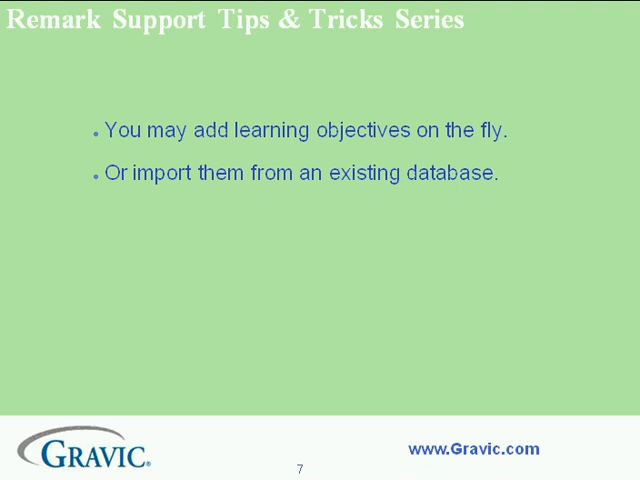 Remark Support Tips & Tricks Series
• You may add learning objectives on the fly.
• Or import them from an existing database.
GRAVIC®
www.Gravic.com
7